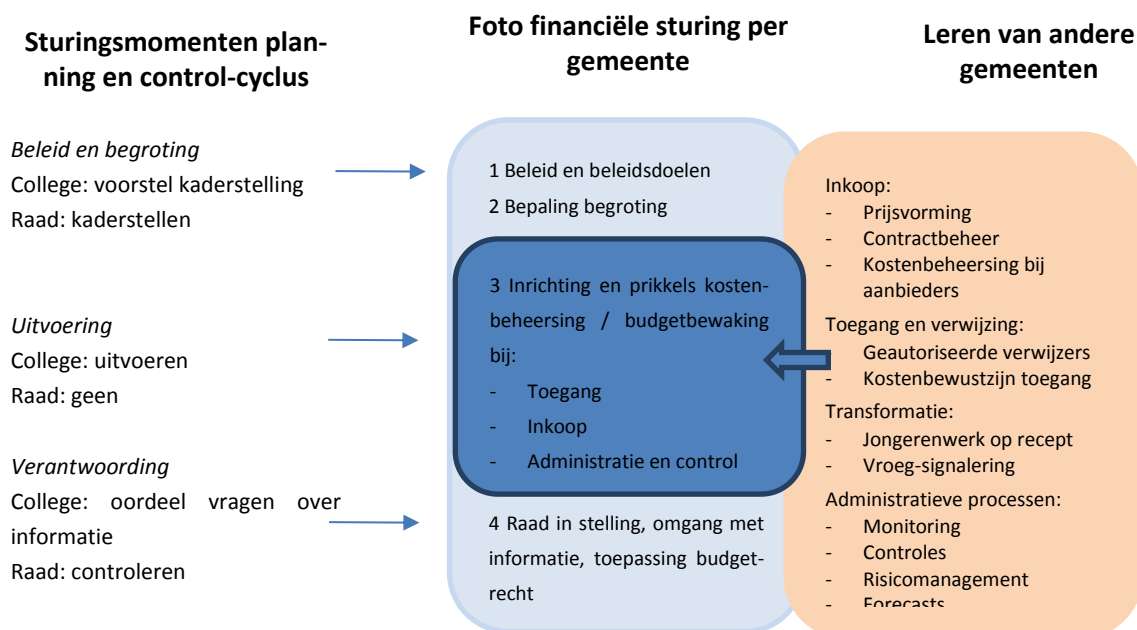 Sturingsmomenten plan-
ning en control-cyclus
Beleid en begroting
College: voorstel kaderstelling
Raad: kaderstellen
Uitvoering
College: uitvoeren
Raad: geen
Verantwoording
College: oordeel vragen over
informatie
Raad: controleren
Foto financiële sturing per
gemeente
1 Beleid en beleidsdoelen
2 Bepaling begroting
3 Inrichting en prikkels kosten-
beheersing / budgetbewaking
bij:
- Toegang
- Inkoop
- Administratie en control
4 Raad in stelling, omgang met
informatie, toepassing budget-
recht
Leren van andere
gemeenten
Inkoop:
- Prijsvorming
- Contractbeheer
- Kostenbeheersing bij
aanbieders
Toegang en verwijzing:
- Geautoriseerde verwijzers
- Kostenbewustzijn toegang
Transformatie:
- Jongerenwerk op recept
- Vroeg-signalering
Administratieve processen:
- Monitoring
- Controles
- Risicomanagement
- Forecasts